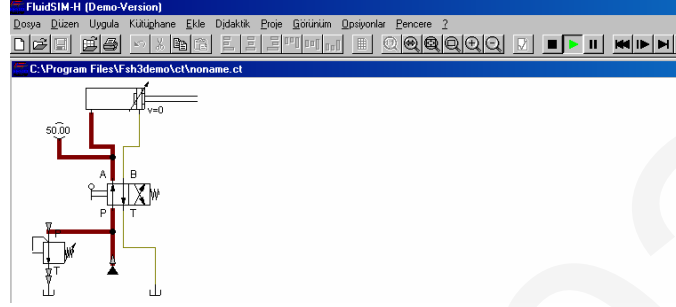 FluidSIM-H (Demo-Version)
Dosya Düzen Uygula Kütüphane Ekle Didaktik Proje Görünüm Opsiyonlar Pencere ?
C:\Program Files\Fsh3demo\ct\noname.ct
v=0
50.00
A B
P T
P
T